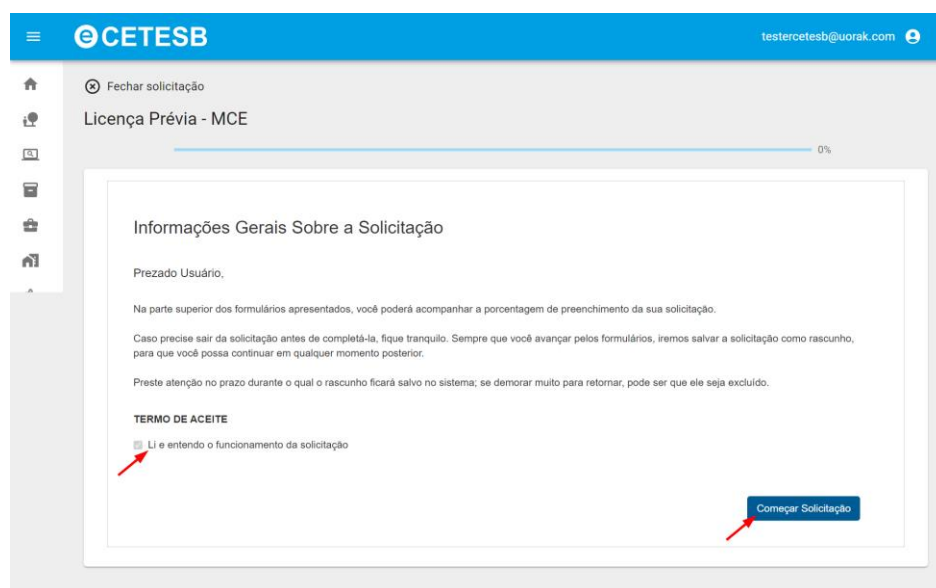 eCETESB
testercetesb@uorak.com
Fechar solicitação
Licença Prévia - MCE
0%
Informações Gerais Sobre a Solicitação
Prezado Usuário,
Na parte superior dos formulários apresentados, você poderá acompanhar a porcentagem de preenchimento da sua solicitação.
Caso precise sair da solicitação antes de completá-la, fique tranquilo. Sempre que você avançar pelos formulários, iremos salvar a solicitação como rascunho,
para que você possa continuar em qualquer momento posterior.
Preste atenção no prazo durante o qual o rascunho ficará salvo no sistema; se demorar muito para retornar, pode ser que ele seja excluído.
TERMO DE ACEITE
Li e entendo o funcionamento da solicitação
Começar Solicitação